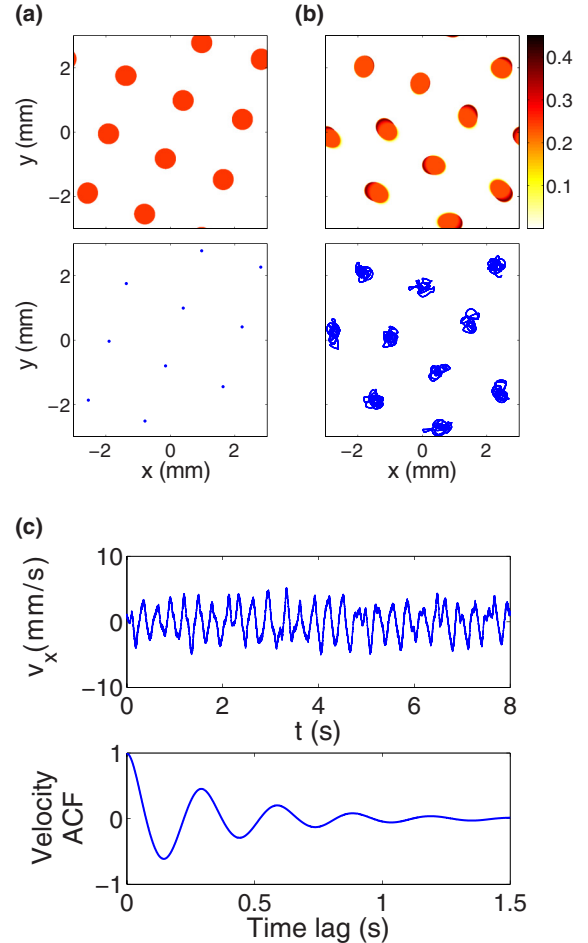 (a)
(b)
y (mm)
2
0
−2
0.4
0.3
0.2
0.1
y (mm)
2
0
−2
−2 0 2
−2 0 2
x (mm)
x (mm)
(c)
v_x(mm/s)
10
0
−10
0 2 4 6 8
t (s)
Velocity
ACF
1
0
−1
0 0.5 1 1.5
Time lag (s)